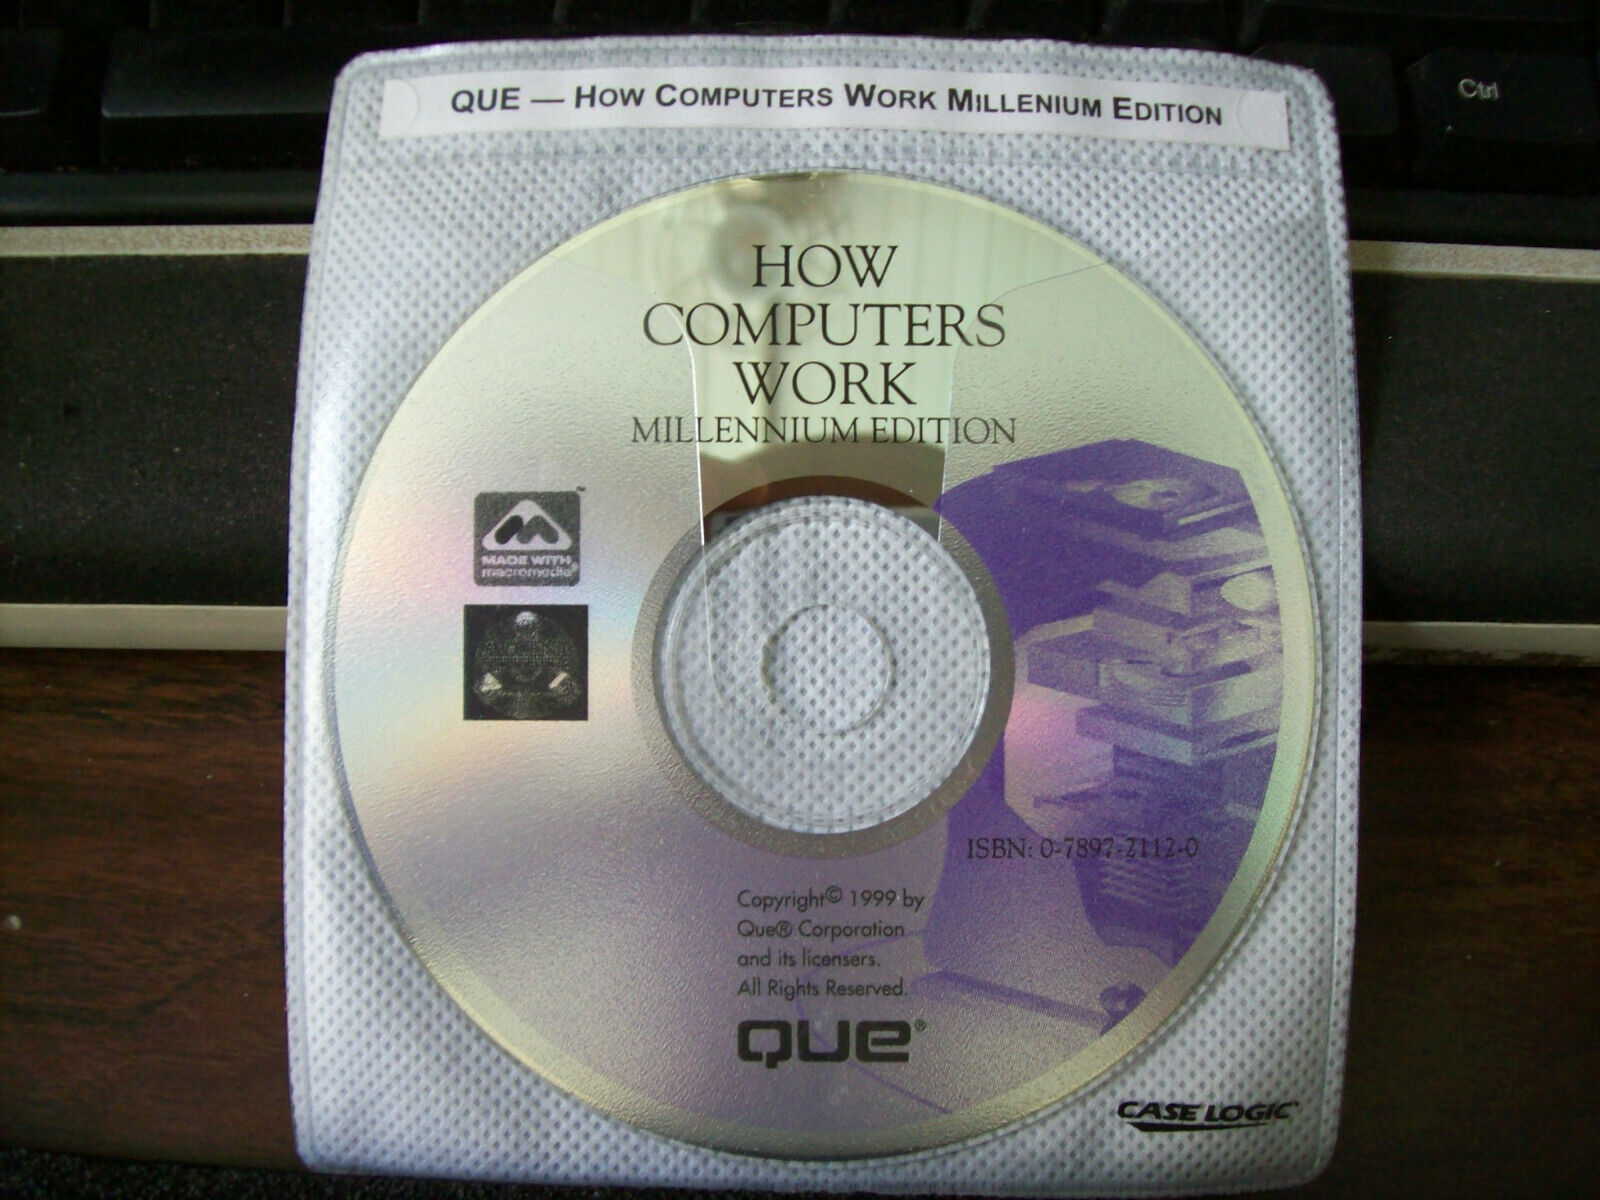 Ctrl
QUE — HOW COMPUTERS WORK MILLENIUM EDITION
HOW
COMPUTERS
WORK
MILLENNIUM EDITION
™
MADE WITH
macromedia®
ISBN: 0-7897-2112-0
Copyright© 1999 by
Que® Corporation
and its licensers.
All Rights Reserved.
QUE®
CASE LOGIC